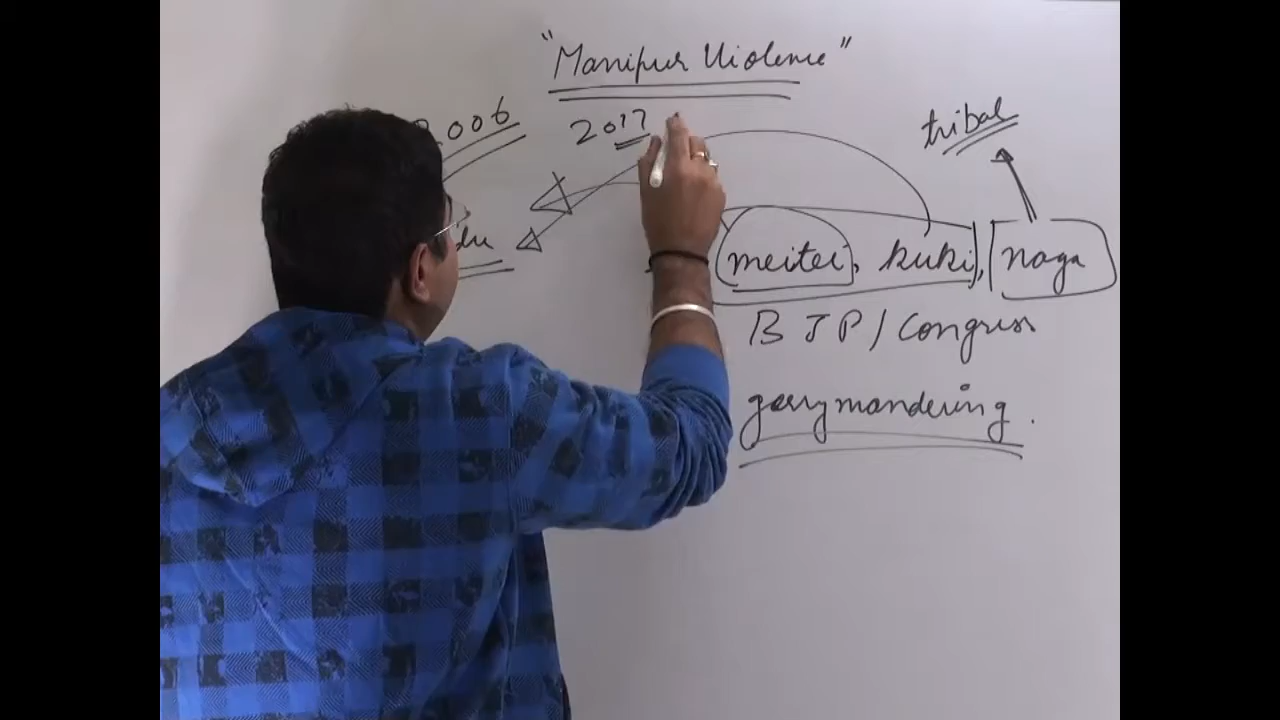 "Manipur Violence"
2006 2017 tribal
meitei, kuki, naga
BJP/Congress
gerrymandering.